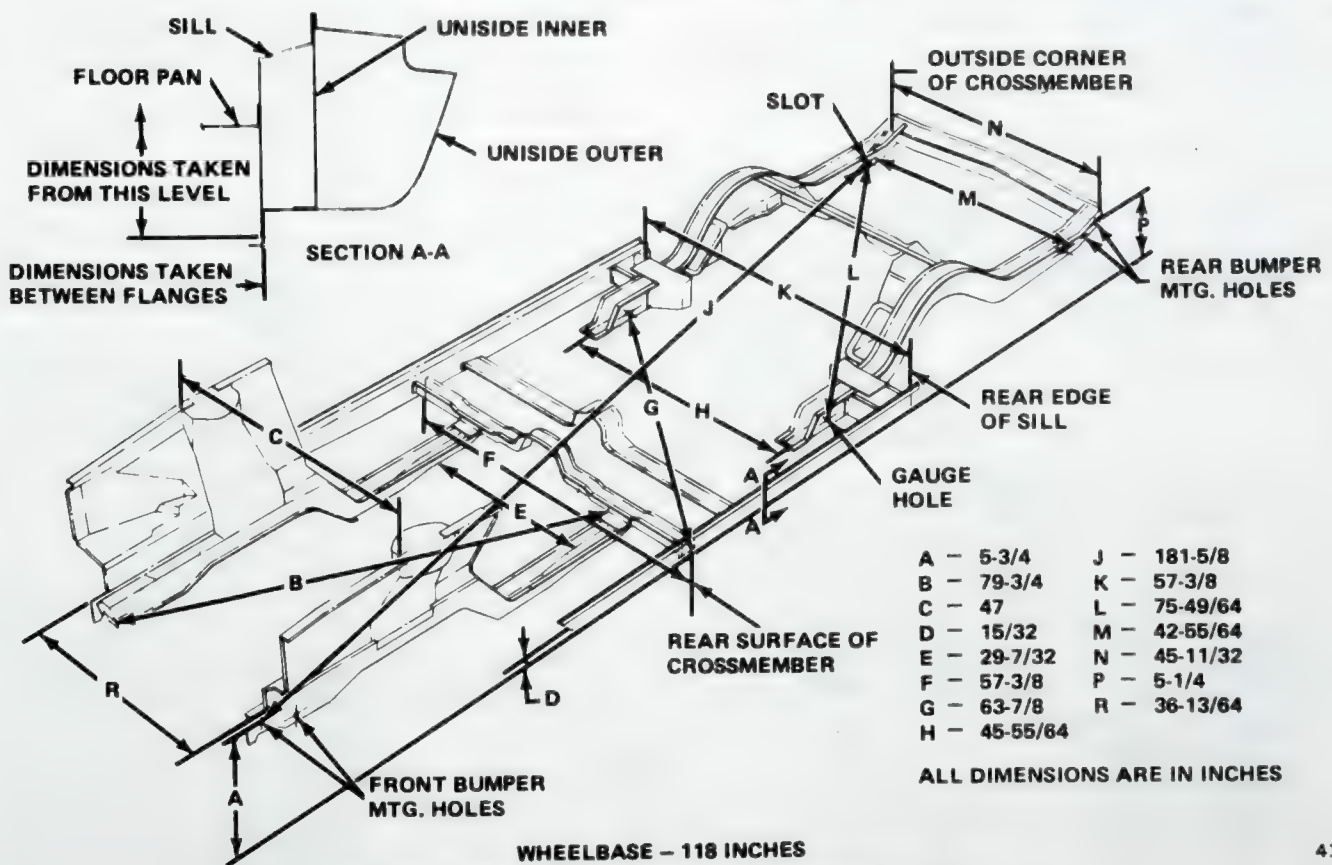 SILL
UNISIDE INNER
FLOOR PAN
DIMENSIONS TAKEN
FROM THIS LEVEL
UNISIDE OUTER
SECTION A-A
DIMENSIONS TAKEN
BETWEEN FLANGES
OUTSIDE CORNER
OF CROSSMEMBER
SLOT
N
M
P
REAR BUMPER
MTG. HOLES
L
K
J
C
G
H
REAR EDGE
OF SILL
F
A
GAUGE
HOLE
E
A
B
REAR SURFACE OF
CROSSMEMBER
R
D
A
FRONT BUMPER
MTG. HOLES
A – 5-3/4
B – 79-3/4
C – 47
D – 15/32
E – 29-7/32
F – 57-3/8
G – 63-7/8
H – 45-55/64
J – 181-5/8
K – 57-3/8
L – 75-49/64
M – 42-55/64
N – 45-11/32
P – 5-1/4
R – 36-13/64
ALL DIMENSIONS ARE IN INCHES
WHEELBASE – 118 INCHES